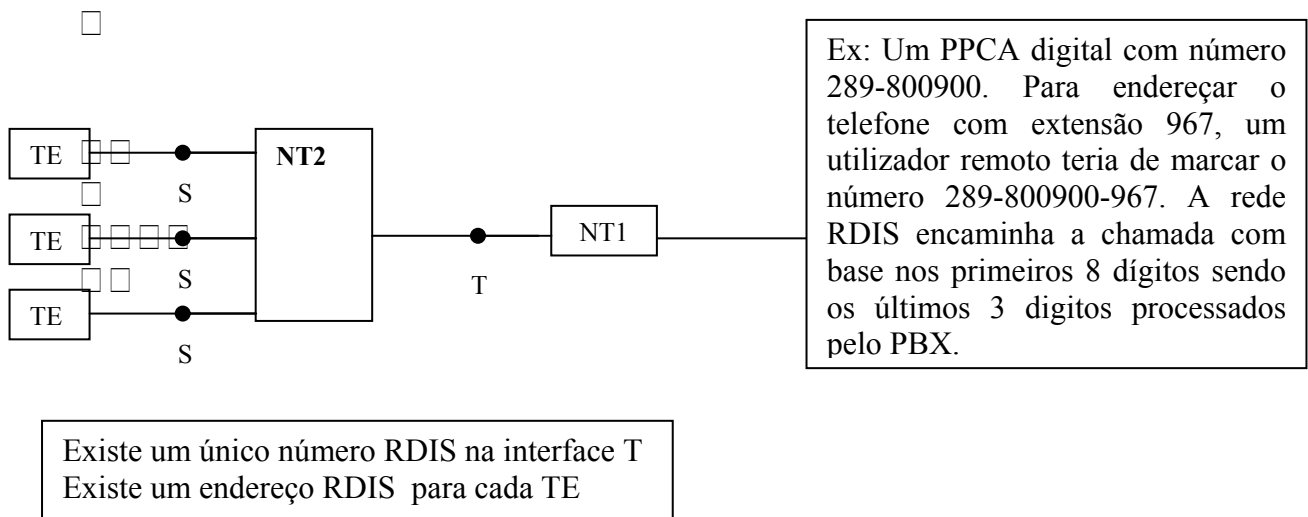 Ex: Um PPCA digital com número
289-800900. Para endereçar o
telefone com extensão 967, um
utilizador remoto teria de marcar o
número 289-800900-967. A rede
RDIS encaminha a chamada com
base nos primeiros 8 dígitos sendo
os últimos 3 digitos processados
pelo PBX.
TE
S
NT2
TE
S
T
NT1
TE
S
Existe um único número RDIS na interface T
Existe um endereço RDIS para cada TE